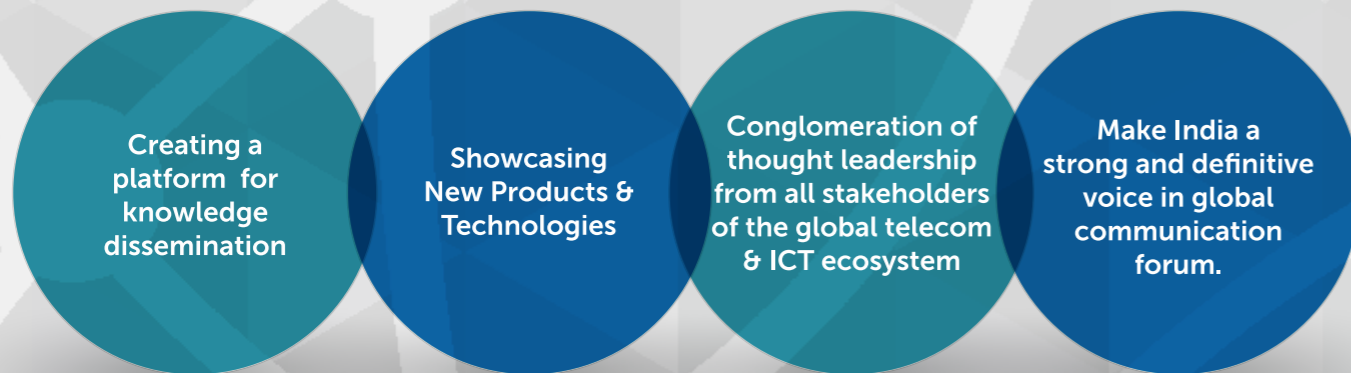 Creating a
platform for
knowledge
dissemination
Showcasing
New Products &
Technologies
Conglomeration of
thought leadership
from all stakeholders
of the global telecom
& ICT ecosystem
Make India a
strong and definitive
voice in global
communication
forum.